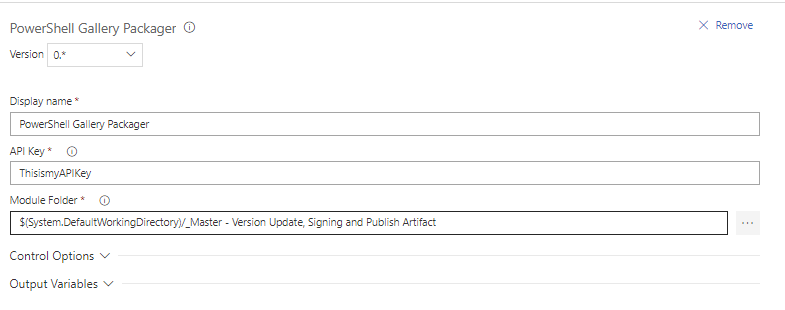 PowerShell Gallery Packager
Remove
Version 0.*
Display name *
PowerShell Gallery Packager
API Key *
ThisismyAPIKey
Module Folder *
$(System.DefaultWorkingDirectory)/_Master - Version Update, Signing and Publish Artifact
Control Options
Output Variables